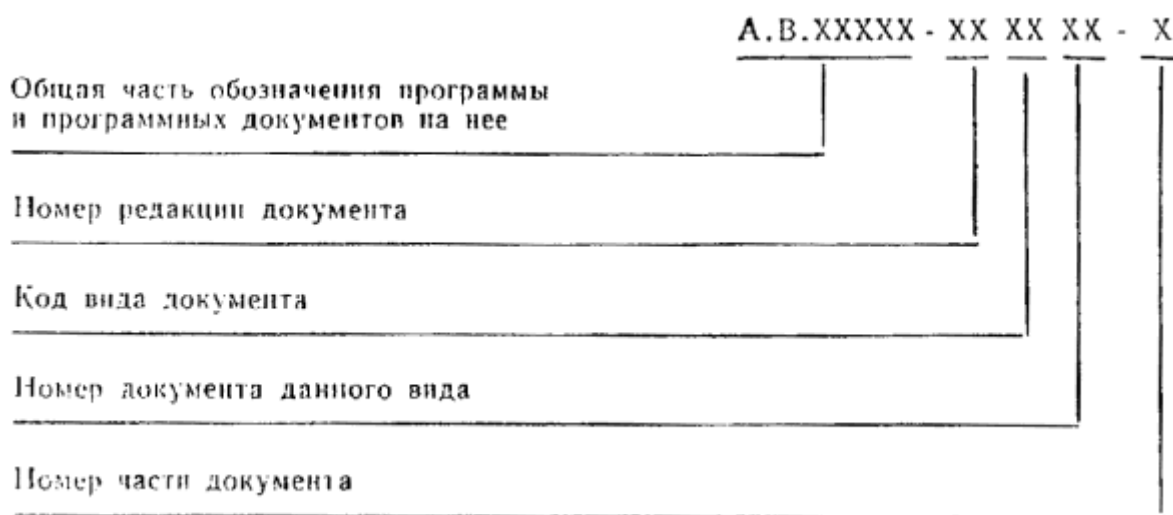 А.В.XXXXX - XX XX XX - X
Общая часть обозначения программы
и программных документов на нее
Номер редакции документа
Код вида документа
Номер документа данного вида
Номер части документа